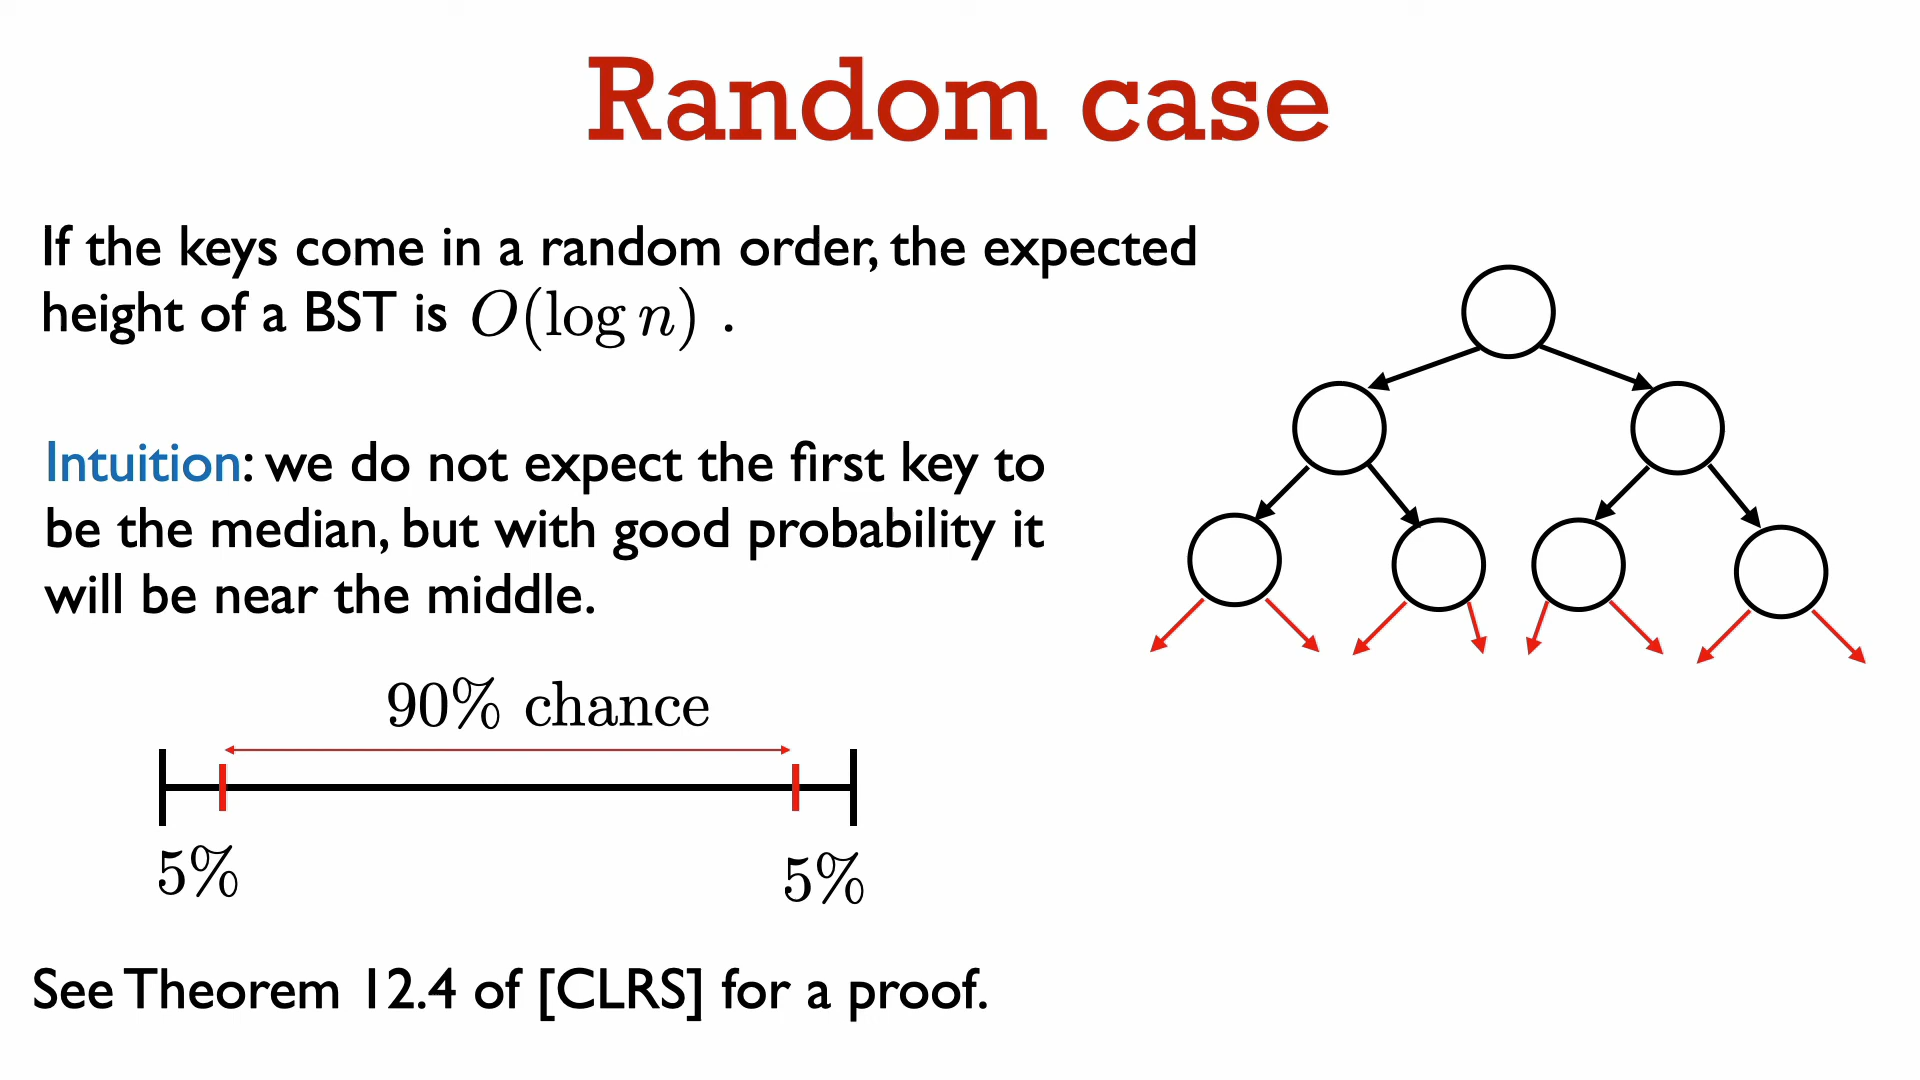 Random case
If the keys come in a random order, the expected
height of a BST is O(log n) .
Intuition: we do not expect the first key to
be the median, but with good probability it
will be near the middle.
90% chance
5%
5%
See Theorem 12.4 of [CLRS] for a proof.